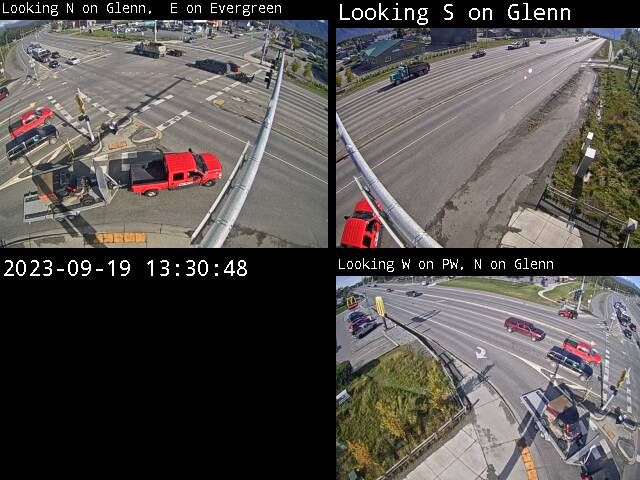 Looking N on Glenn, E on Evergreen
Looking S on Glenn
2023-09-19 13:30:48
Looking W on PW, N on Glenn